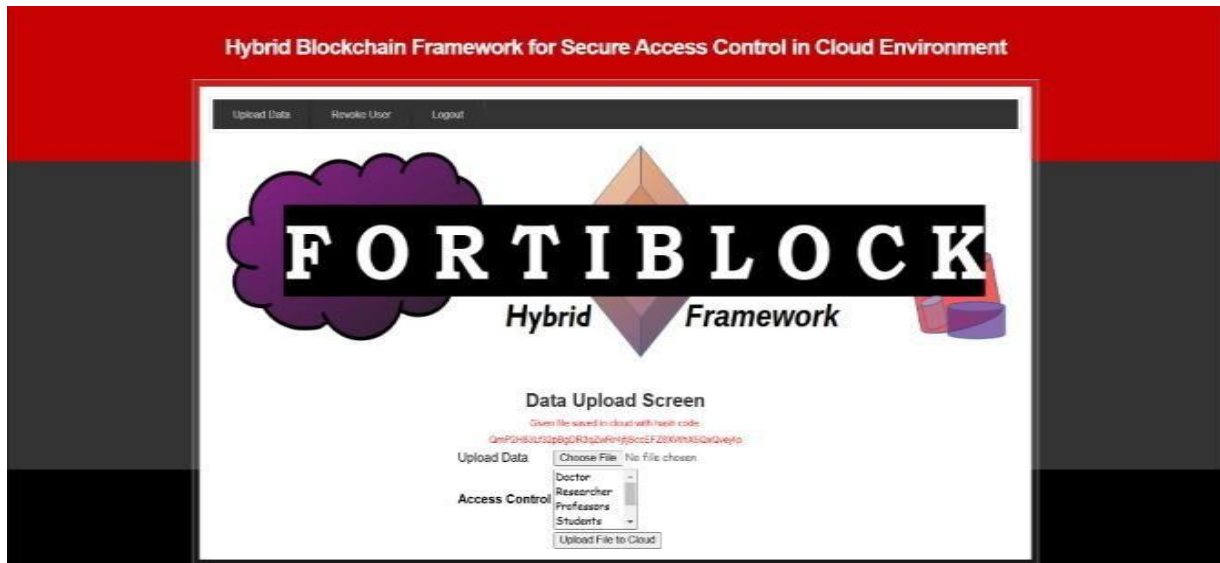 Hybrid Blockchain Framework for Secure Access Control in Cloud Environment
Upload Data Revoke User Logout
FORTIBLOCK
Hybrid Framework
Data Upload Screen
Given file saved in cloud with hash code
Upload Data Choose File No file chosen
Doctor
Researcher
Access Control
Professors
Students
Upload File to Cloud